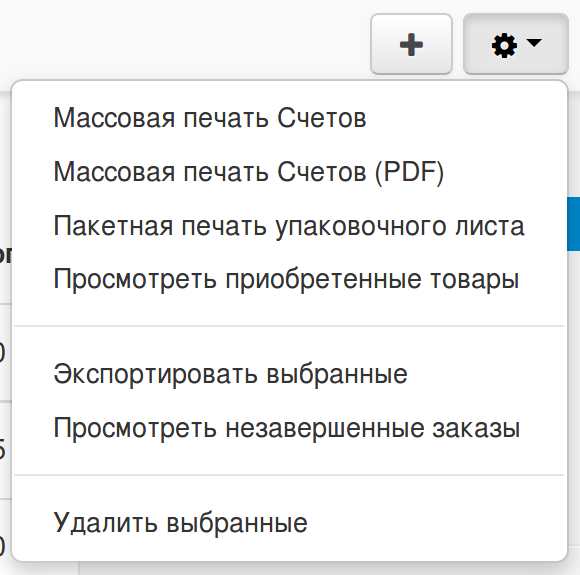 Массовая печать Счетов
Массовая печать Счетов (PDF)
Пакетная печать упаковочного листа
Просмотреть приобретенные товары
Экспортировать выбранные
Просмотреть незавершенные заказы
Удалить выбранные